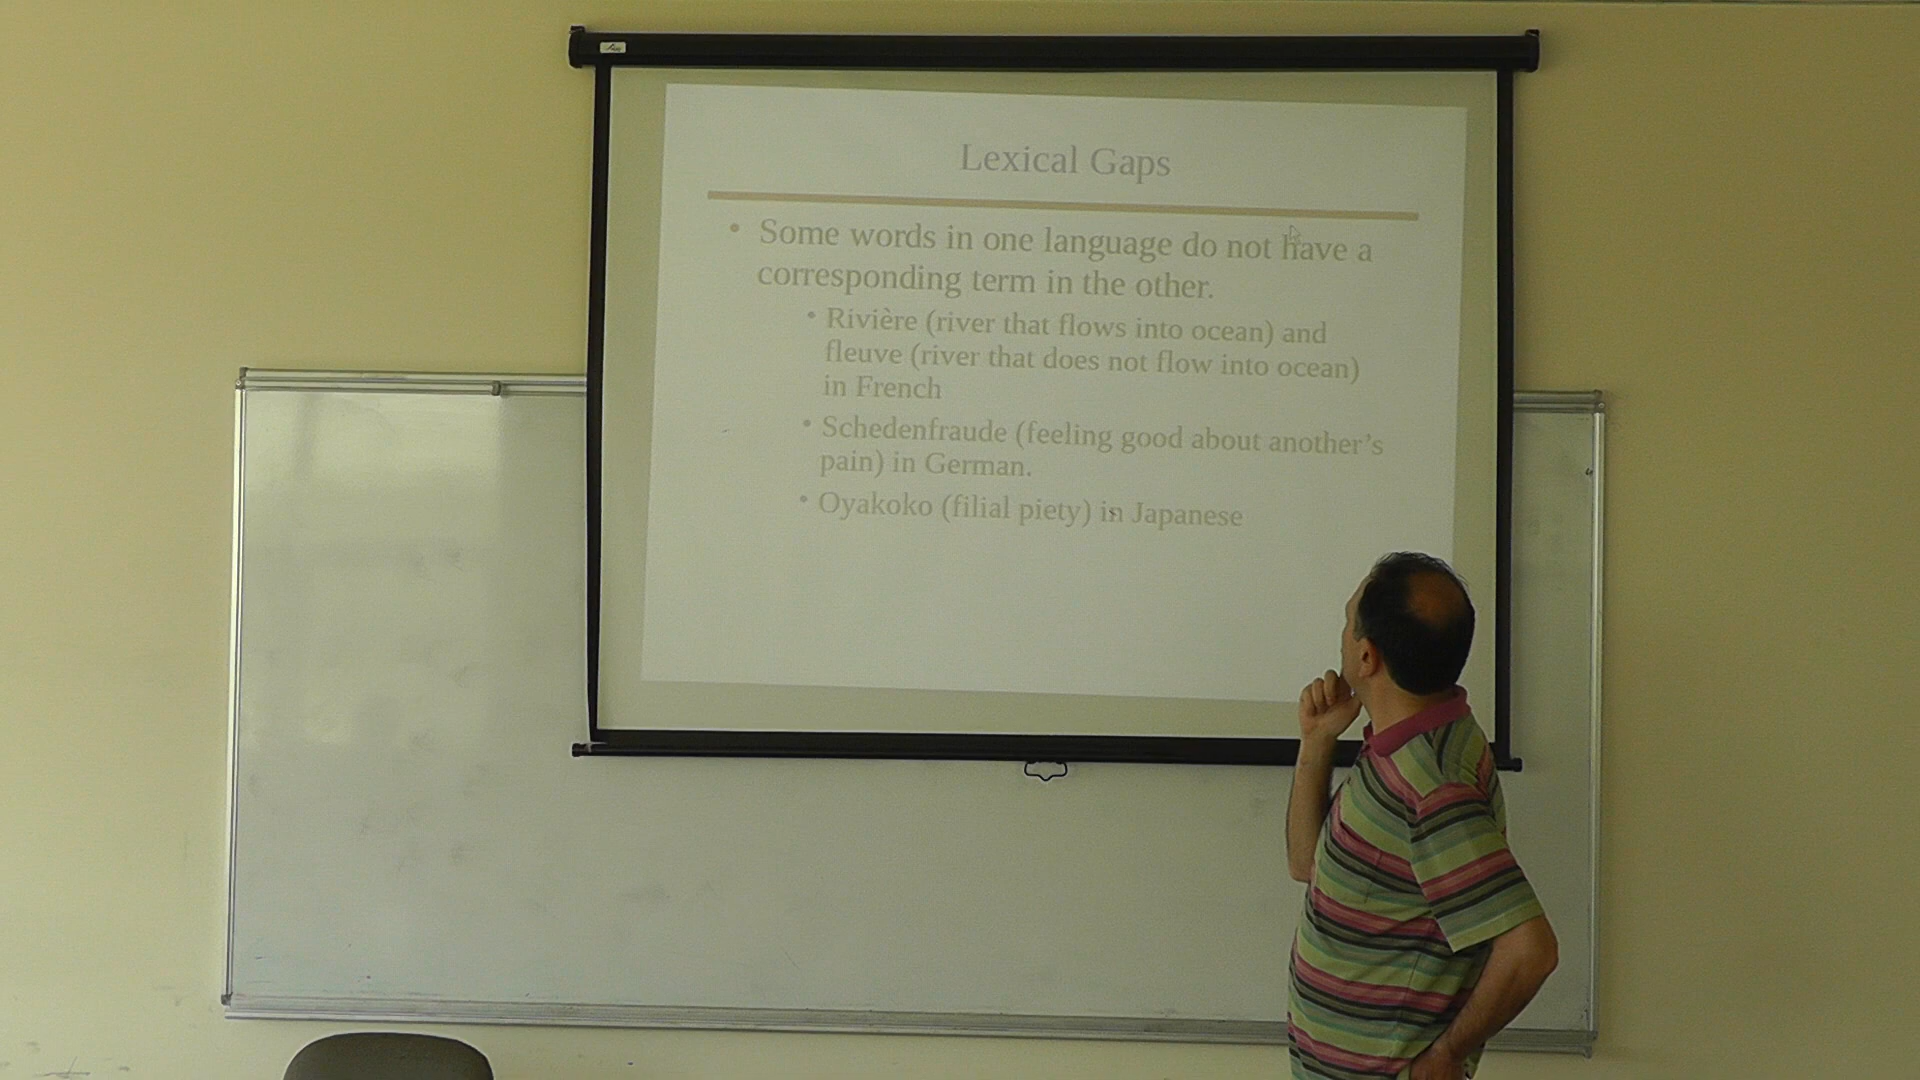 Lexical Gaps
• Some words in one language do not have a
corresponding term in the other.
• Rivière (river that flows into ocean) and
fleuve (river that does not flow into ocean)
in French
• Schedenfraude (feeling good about another’s
pain) in German.
• Oyakoko (filial piety) in Japanese